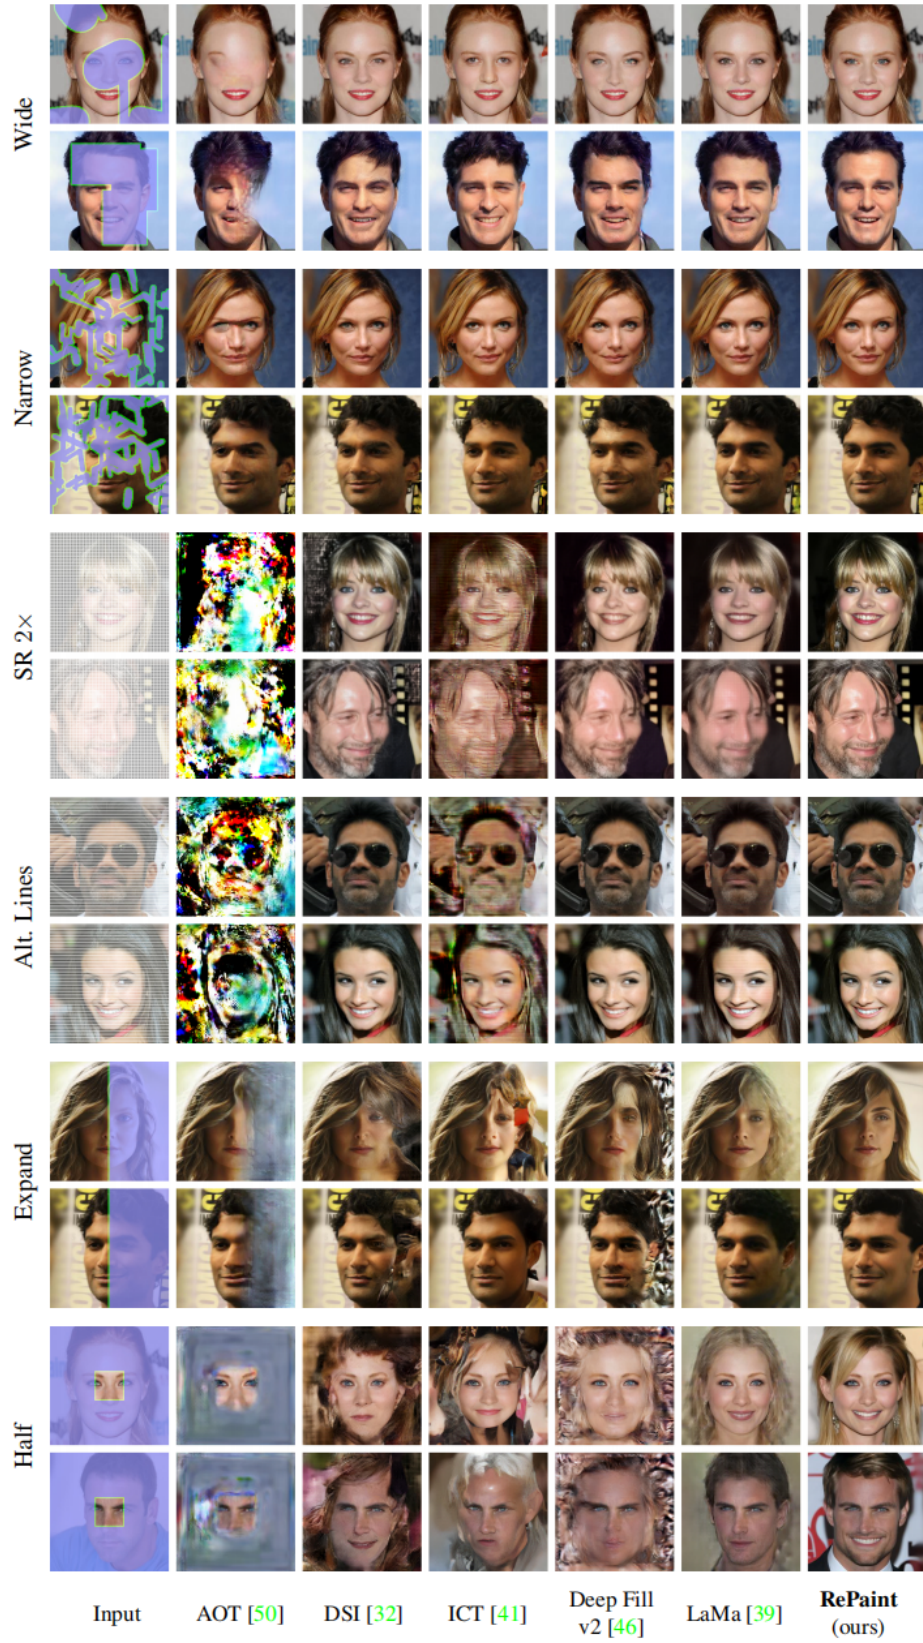 Wide
Narrow
SR 2×
Alt. Lines
Expand
Half
Input
AOT [50]
DSI [32]
ICT [41]
Deep Fill
v2 [46]
LaMa [39]
RePaint
(ours)